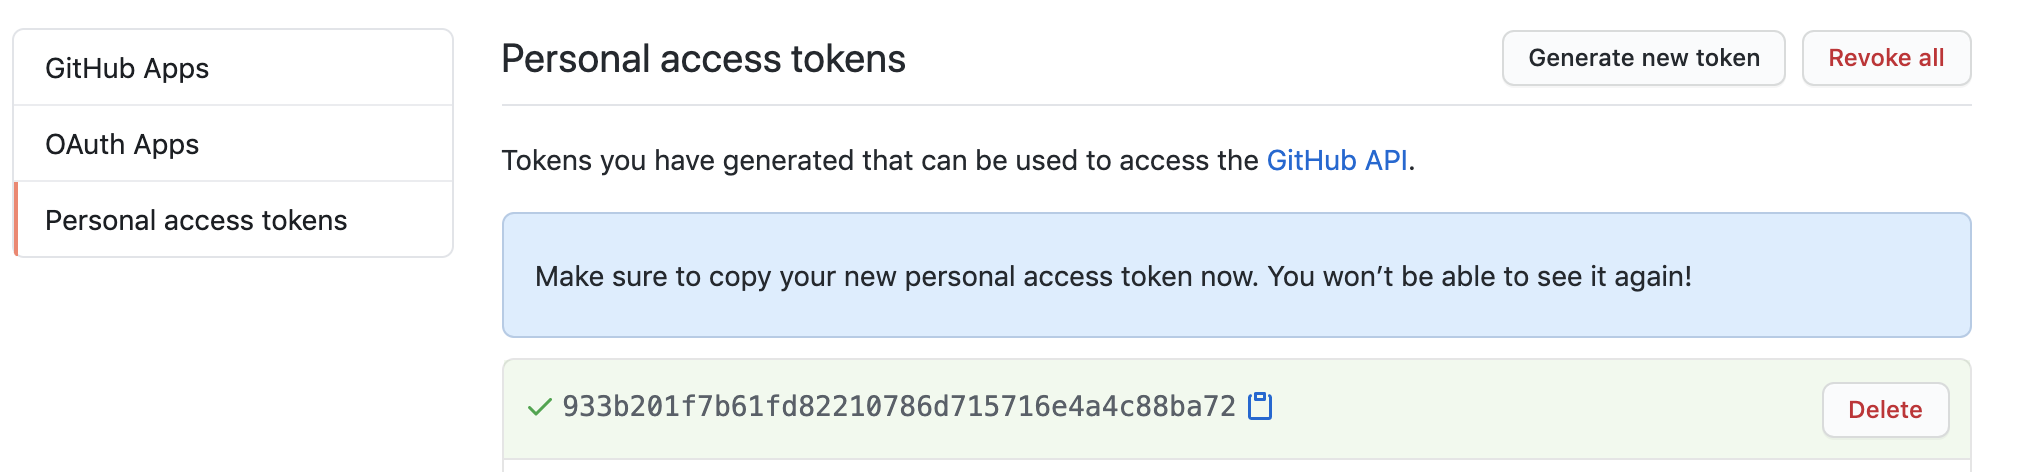 GitHub Apps
OAuth Apps
Personal access tokens
Personal access tokens
Generate new token
Revoke all
Tokens you have generated that can be used to access the GitHub API.
Make sure to copy your new personal access token now. You won’t be able to see it again!
933b201f7b61fd82210786d715716e4a4c88ba72
Delete